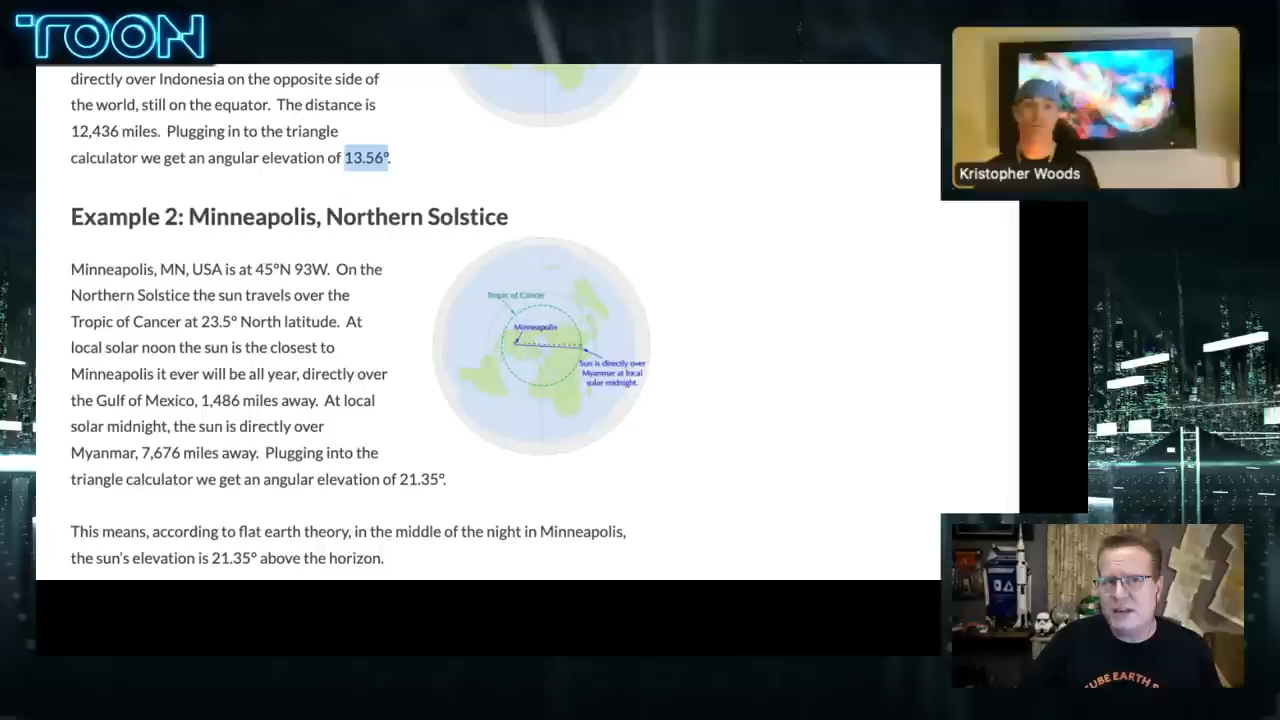 TOON
directly over Indonesia on the opposite side of
the world, still on the equator. The distance is
12,436 miles. Plugging in to the triangle
calculator we get an angular elevation of 13.56º.
Example 2: Minneapolis, Northern Solstice
Minneapolis, MN, USA is at 45ºN 93W. On the
Northern Solstice the sun travels over the
Tropic of Cancer at 23.5º North latitude. At
local solar noon the sun is the closest to
Minneapolis it ever will be all year, directly over
the Gulf of Mexico, 1,486 miles away. At local
solar midnight, the sun is directly over
Myanmar, 7,676 miles away. Plugging into the
triangle calculator we get an angular elevation of 21.35º.
Tropic of Cancer
Minneapolis
Sun is directly over
Myanmar at local
solar midnight.
This means, according to flat earth theory, in the middle of the night in Minneapolis,
the sun's elevation is 21.35º above the horizon.
Kristopher Woods
UBE EARTH